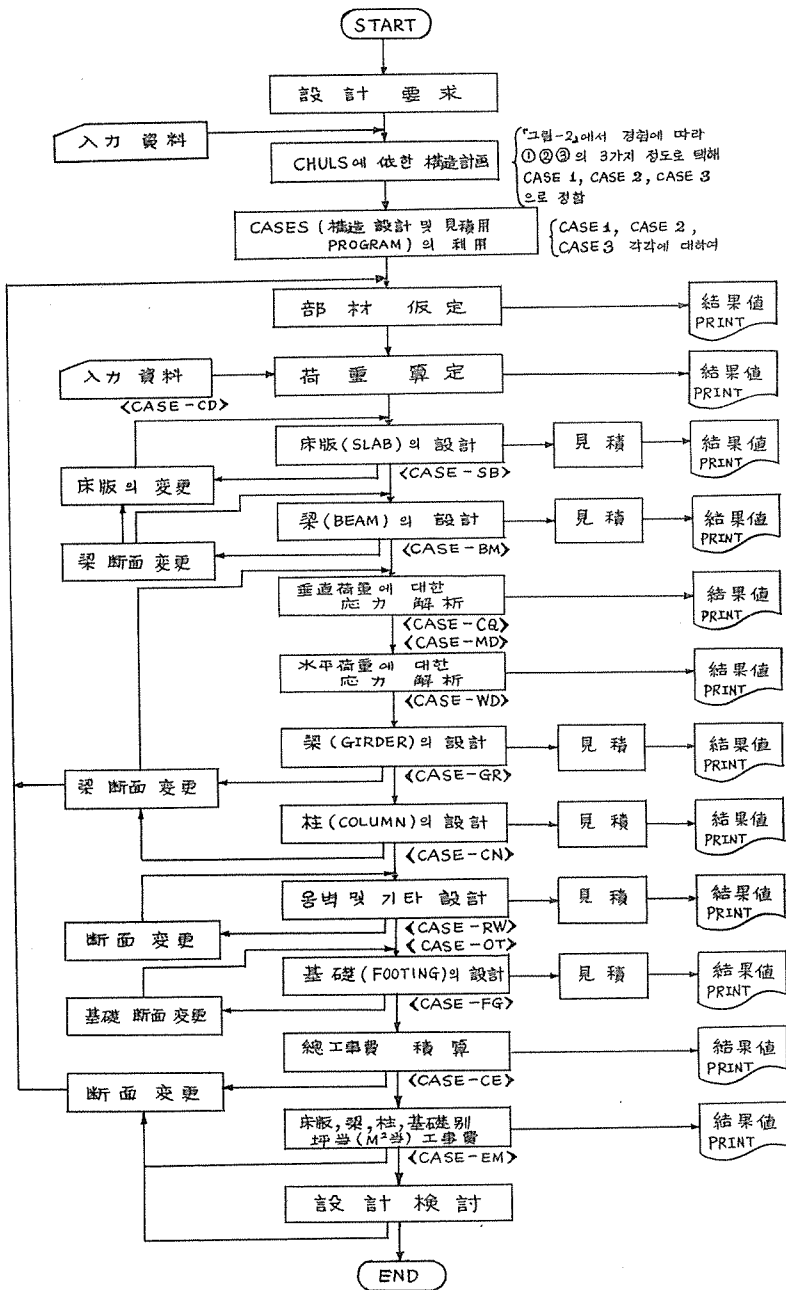 START
設計 要求
入力 資料
CHULS에 依한 構造計画
『그림-2』에서 경험에 따라
①②③의 3가지 정도로 택해
CASE 1, CASE 2, CASE 3
으로 정함
CASES (構造 設計 및 見積用
PROGRAM)의 利用
CASE 1, CASE 2,
CASE 3 각각에 대하여
部材 仮定
結果値
PRINT
入力 資料
荷重 算定
結果値
PRINT
<CASE-CD>
床版(SLAB)의 設計
見積
結果値
PRINT
<CASE-SB>
床版의 変更
梁(BEAM)의 設計
見積
結果値
PRINT
<CASE-BM>
梁 断面 変更
垂直荷重에 대한
応力 解析
結果値
PRINT
<CASE-CQ>
<CASE-MD>
水平荷重에 대한
応力 解析
結果値
PRINT
<CASE-WD>
梁(GIRDER)의 設計
見積
結果値
PRINT
<CASE-GR>
梁 断面 変更
柱(COLUMN)의 設計
見積
結果値
PRINT
<CASE-CN>
옹벽 및 기타 設計
見積
結果値
PRINT
<CASE-RW>
<CASE-OT>
断面 変更
基礎(FOOTING)의 設計
見積
結果値
PRINT
<CASE-FG>
基礎 断面 変更
總工事費 積算
結果値
PRINT
<CASE-CE>
断面 変更
床版, 梁, 柱, 基礎別
坪当(M²当) 工事費
結果値
PRINT
<CASE-EM>
設計 検討
END